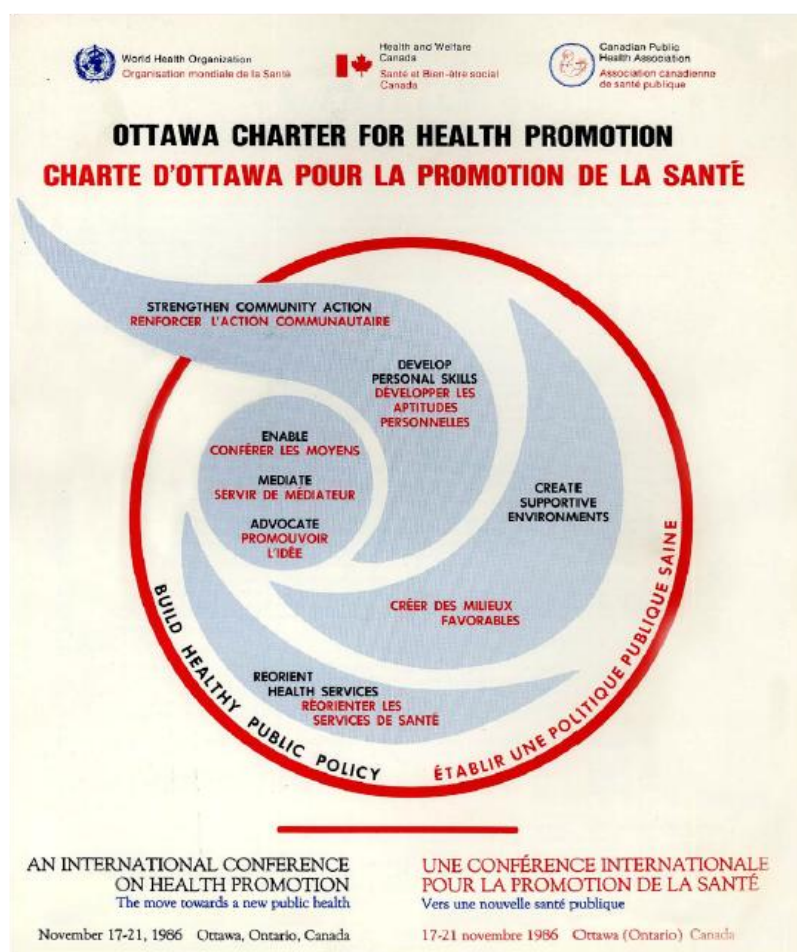 World Health Organization
Organisation mondiale de la Santé
Health and Welfare
Canada
Santé et Bien-être social
Canada
Canadian Public
Health Association
Association canadienne
de santé publique
OTTAWA CHARTER FOR HEALTH PROMOTION
CHARTE D'OTTAWA POUR LA PROMOTION DE LA SANTÉ
STRENGTHEN COMMUNITY ACTION
RENFORCER L'ACTION COMMUNAUTAIRE
DEVELOP
PERSONAL SKILLS
DÉVELOPPER LES
APTITUDES
PERSONNELLES
ENABLE
CONFÉRER LES MOYENS
MEDIATE
SERVIR DE MÉDIATEUR
ADVOCATE
PROMOUVOIR
L'IDÉE
CREATE
SUPPORTIVE
ENVIRONMENTS
CRÉER DES MILIEUX
FAVORABLES
REORIENT
HEALTH SERVICES
RÉORIENTER LES
SERVICES DE SANTÉ
BUILD HEALTHY PUBLIC POLICY
ÉTABLIR UNE POLITIQUE PUBLIQUE SAINE
AN INTERNATIONAL CONFERENCE
ON HEALTH PROMOTION
The move towards a new public health
November 17-21, 1986 Ottawa, Ontario, Canada
UNE CONFÉRENCE INTERNATIONALE
POUR LA PROMOTION DE LA SANTÉ
Vers une nouvelle santé publique
17-21 novembre 1986 Ottawa (Ontario) Canada